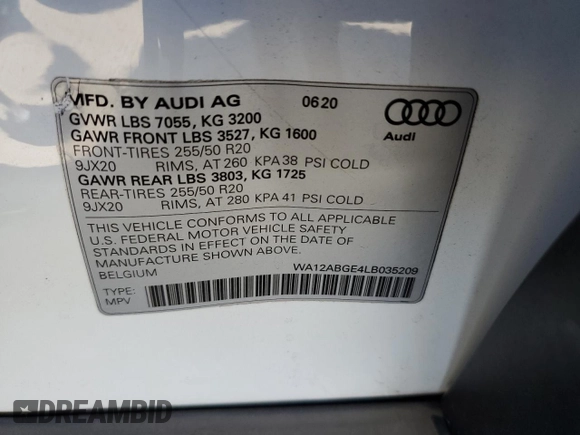 MFD. BY AUDI AG 06 20
GVWR LBS 7055, KG 3200
GAWR FRONT LBS 3527, KG 1600
FRONT-TIRES 255/50 R20
9JX20 RIMS, AT 260 KPA 38 PSI COLD
GAWR REAR LBS 3803, KG 1725
REAR-TIRES 255/50 R20
9JX20 RIMS, AT 280 KPA 41 PSI COLD
Audi
THIS VEHICLE CONFORMS TO ALL APPLICABLE
U.S. FEDERAL MOTOR VEHICLE SAFETY
STANDARDS IN EFFECT ON THE DATE OF
MANUFACTURE SHOWN ABOVE.
BELGIUM WA12ABGE4LB035209
TYPE:
MPV
DREAMBID